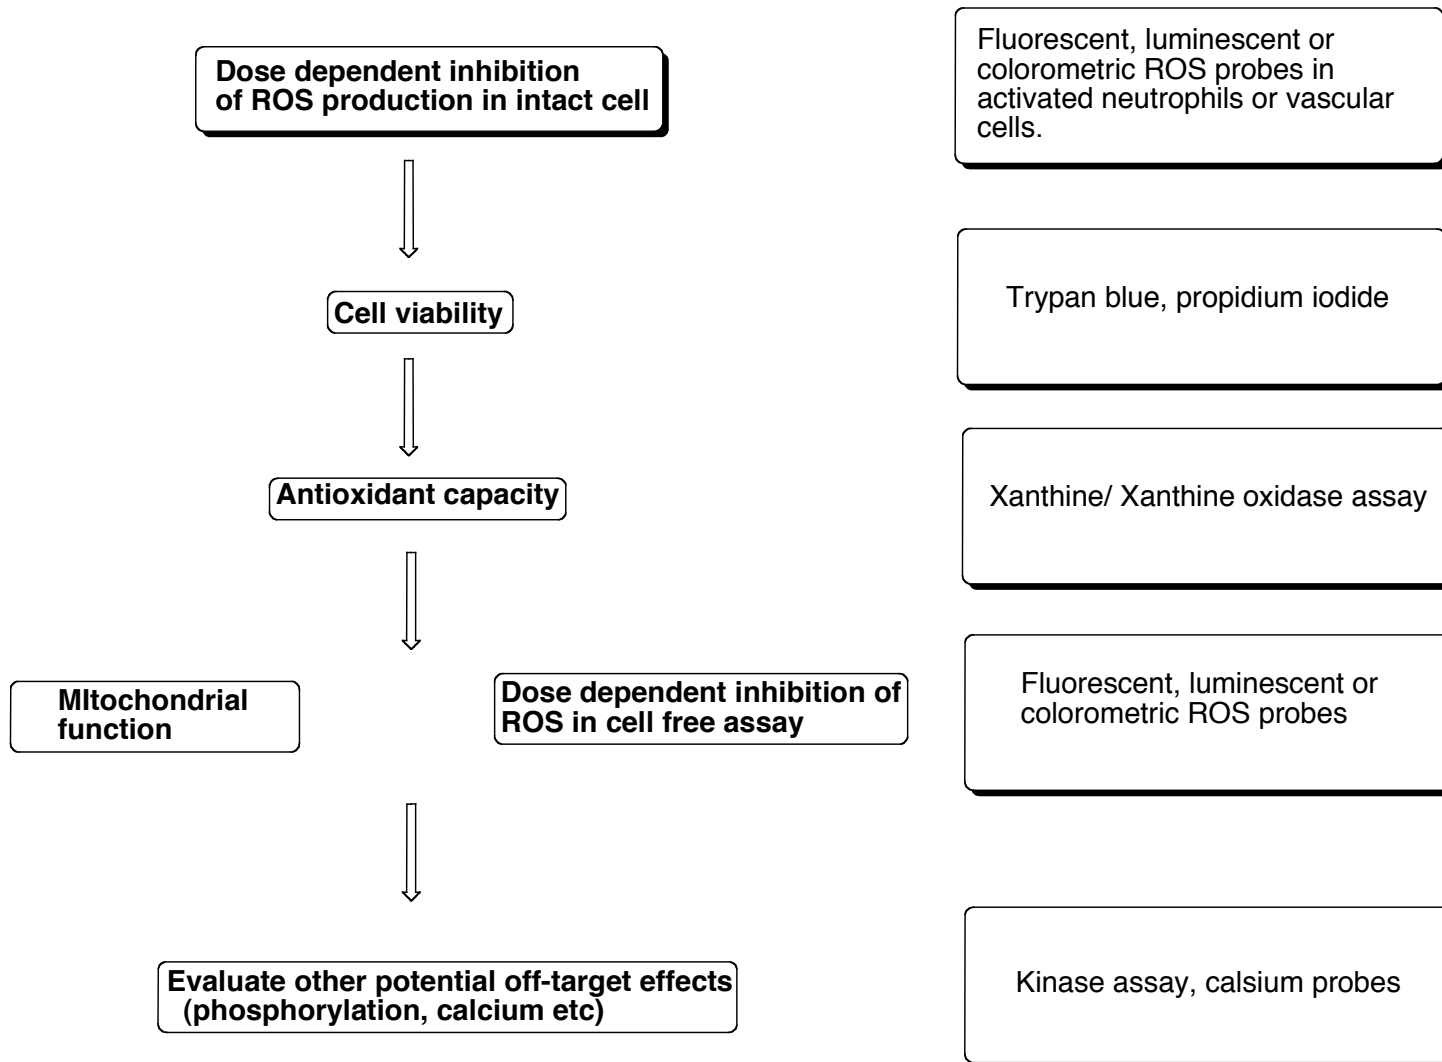 Dose dependent inhibition
of ROS production in intact cell
Fluorescent, luminescent or
colorometric ROS probes in
activated neutrophils or vascular
cells.
Cell viability
Trypan blue, propidium iodide
Antioxidant capacity
Xanthine/ Xanthine oxidase assay
MItochondrial
function
Dose dependent inhibition of
ROS in cell free assay
Fluorescent, luminescent or
colorometric ROS probes
Evaluate other potential off-target effects
(phosphorylation, calcium etc)
Kinase assay, calsium probes